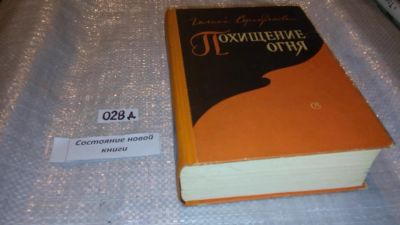 Галина Серебрякова
Похищение
огня
028 д
Состояние новой
книги